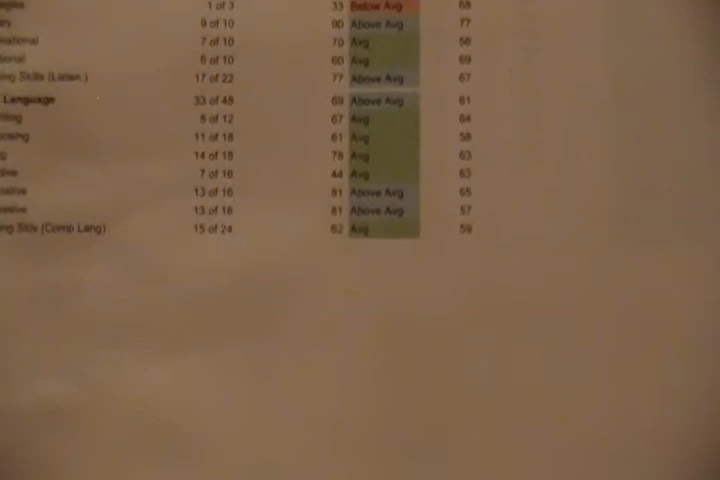 1 of 3 33 Below Avg 68
9 of 10 90 Above Avg 77
7 of 10 70 Avg
6 of 10 60 Avg 69
Skills (Listen.) 17 of 22 77 Above Avg 67
Language 33 of 48 69 Above Avg 61
8 of 12 67 Avg 64
11 of 18 61 Avg 58
14 of 18 78 Avg 63
7 of 16 44 Avg 63
13 of 16 81 Above Avg 65
13 of 16 81 Above Avg 57
(Comp Lang) 15 of 24 62 Avg 59